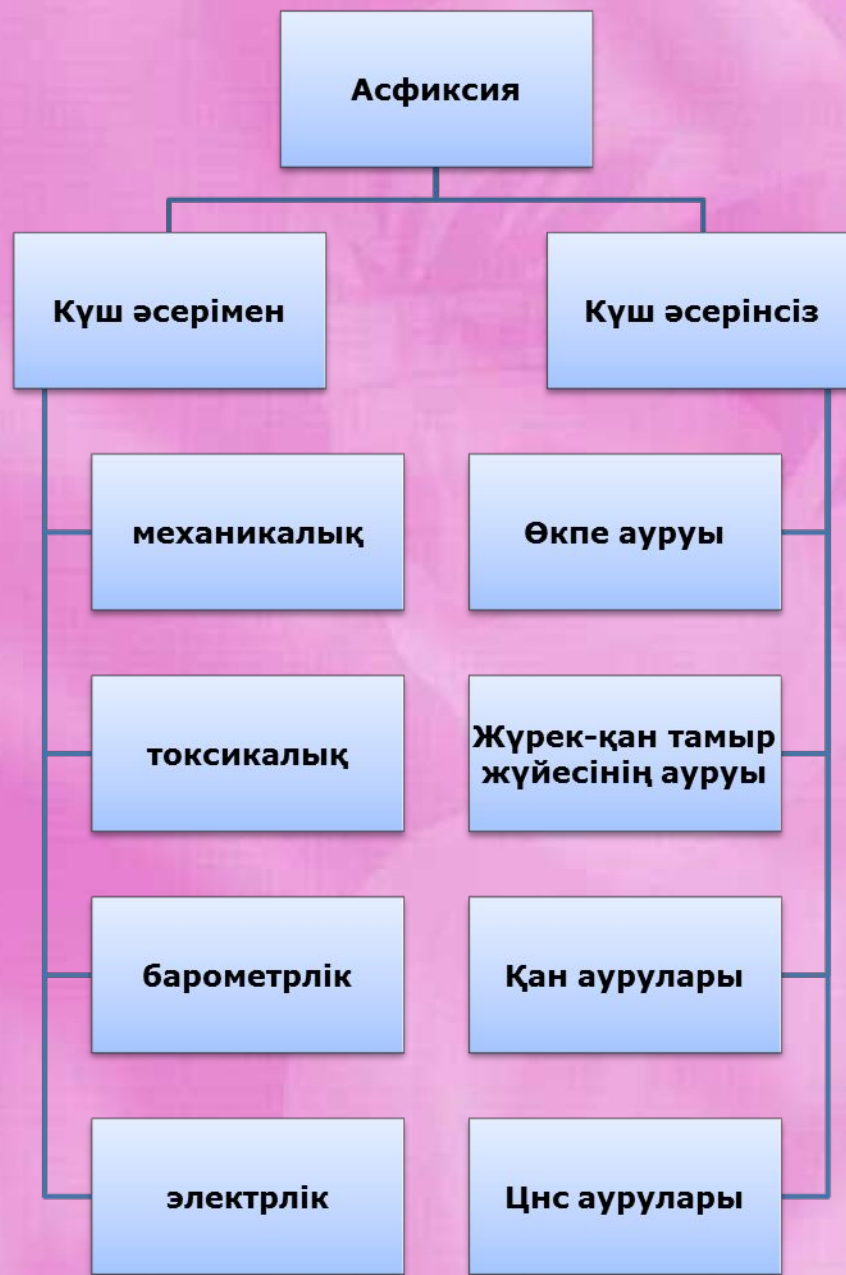 Асфиксия
Күш әсерімен
Күш әсерінсіз
механикалық
токсикалық
барометрлік
электрлік
Өкпе ауруы
Жүрек-қан тамыр
жүйесінің ауруы
Қан аурулары
Цнс аурулары